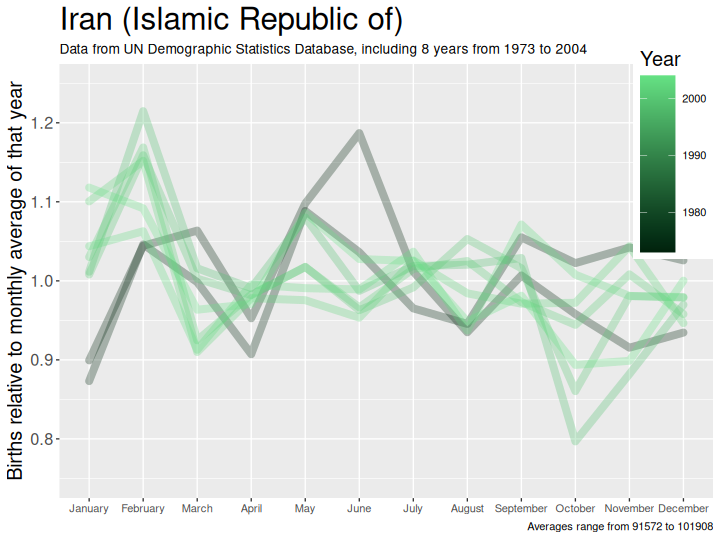 Iran (Islamic Republic of)
Data from UN Demographic Statistics Database, including 8 years from 1973 to 2004
Year
2000
1990
1980
Births relative to monthly average of that year
1.2
1.1
1.0
0.9
0.8
January February March April May June July August September October November December
Averages range from 91572 to 101908